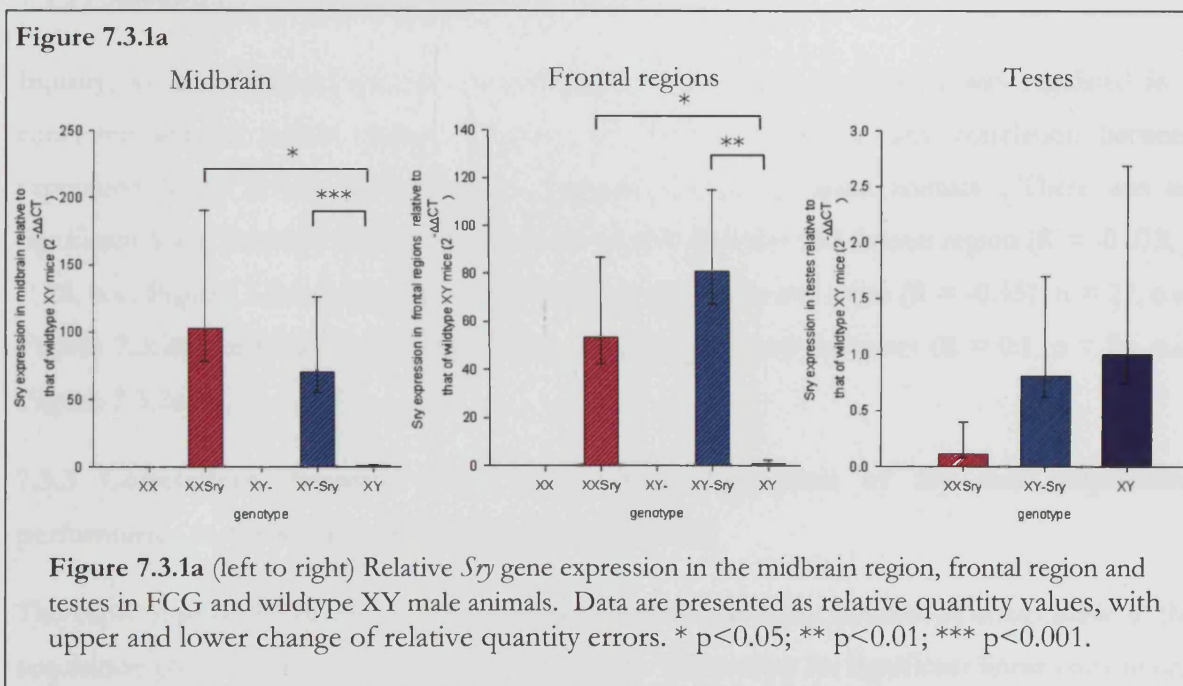 Figure 7.3.1a
Midbrain
Frontal regions
Testes
Sry expression in midbrain relative to
that of wildtype XY mice (2^-ΔΔCT)
250
200
150
100
50
0
*
***
XX XXSry XY- XY-Sry XY
genotype
Sry expression in frontal regions relative to
that of wildtype XY mice (2^-ΔΔCT)
140
120
100
80
60
40
20
0
*
**
XX XXSry XY- XY-Sry XY
genotype
Sry expression in testes relative to
that of wildtype XY mice (2^-ΔΔCT)
3.0
2.5
2.0
1.5
1.0
0.5
0.0
XXSry XY-Sry XY
genotype
Figure 7.3.1a (left to right) Relative Sry gene expression in the midbrain region, frontal region and
testes in FCG and wildtype XY male animals. Data are presented as relative quantity values, with
upper and lower change of relative quantity errors. * p<0.05; ** p<0.01; *** p<0.001.